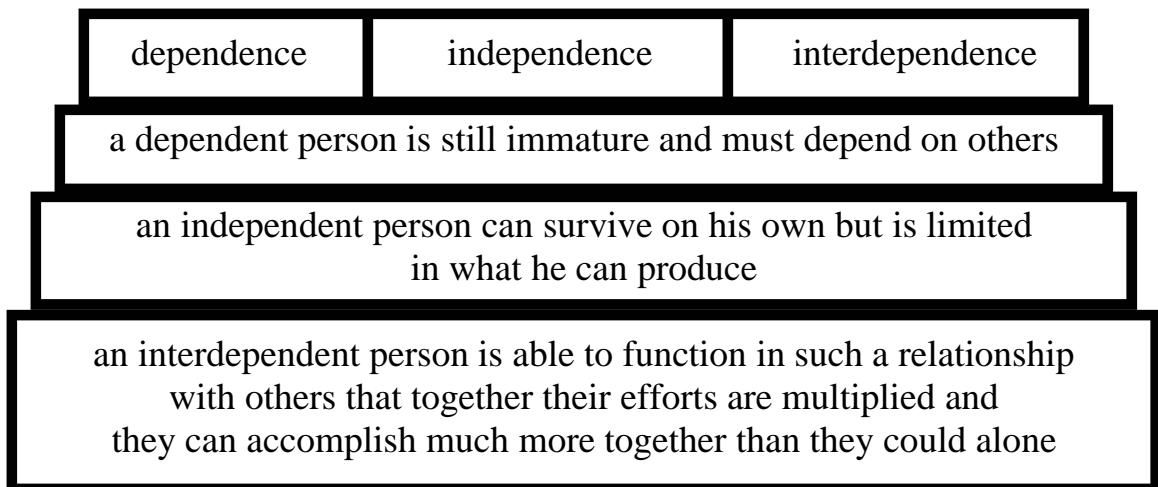 dependence independence interdependence
a dependent person is still immature and must depend on others
an independent person can survive on his own but is limited
in what he can produce
an interdependent person is able to function in such a relationship
with others that together their efforts are multiplied and
they can accomplish much more together than they could alone